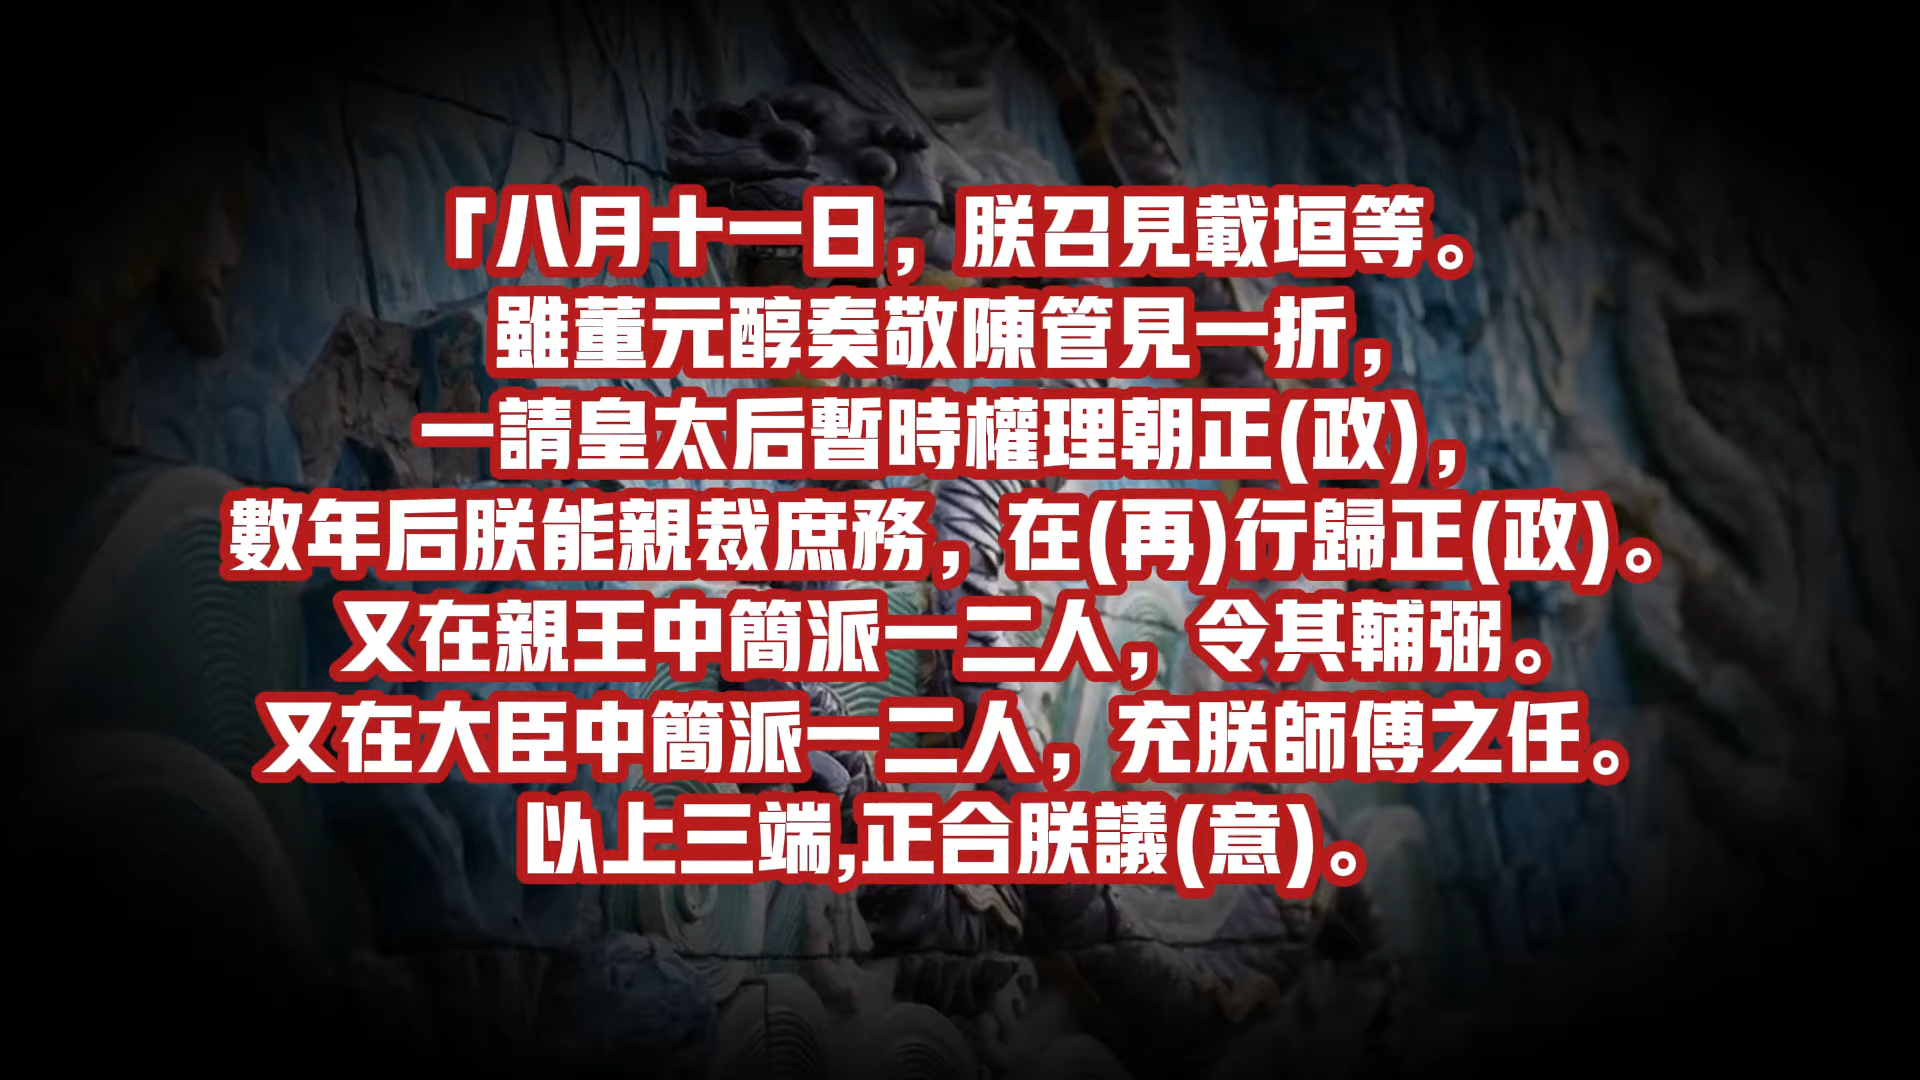 「八月十一日，朕召見載垣等。
雖董元醇奏敬陳管見一折，
一請皇太后暫時權理朝正(政)，
數年后朕能親裁庶務，在(再)行歸正(政)。
又在親王中簡派一二人，令其輔弼。
又在大臣中簡派一二人，充朕師傅之任。
以上三端,正合朕議(意)。